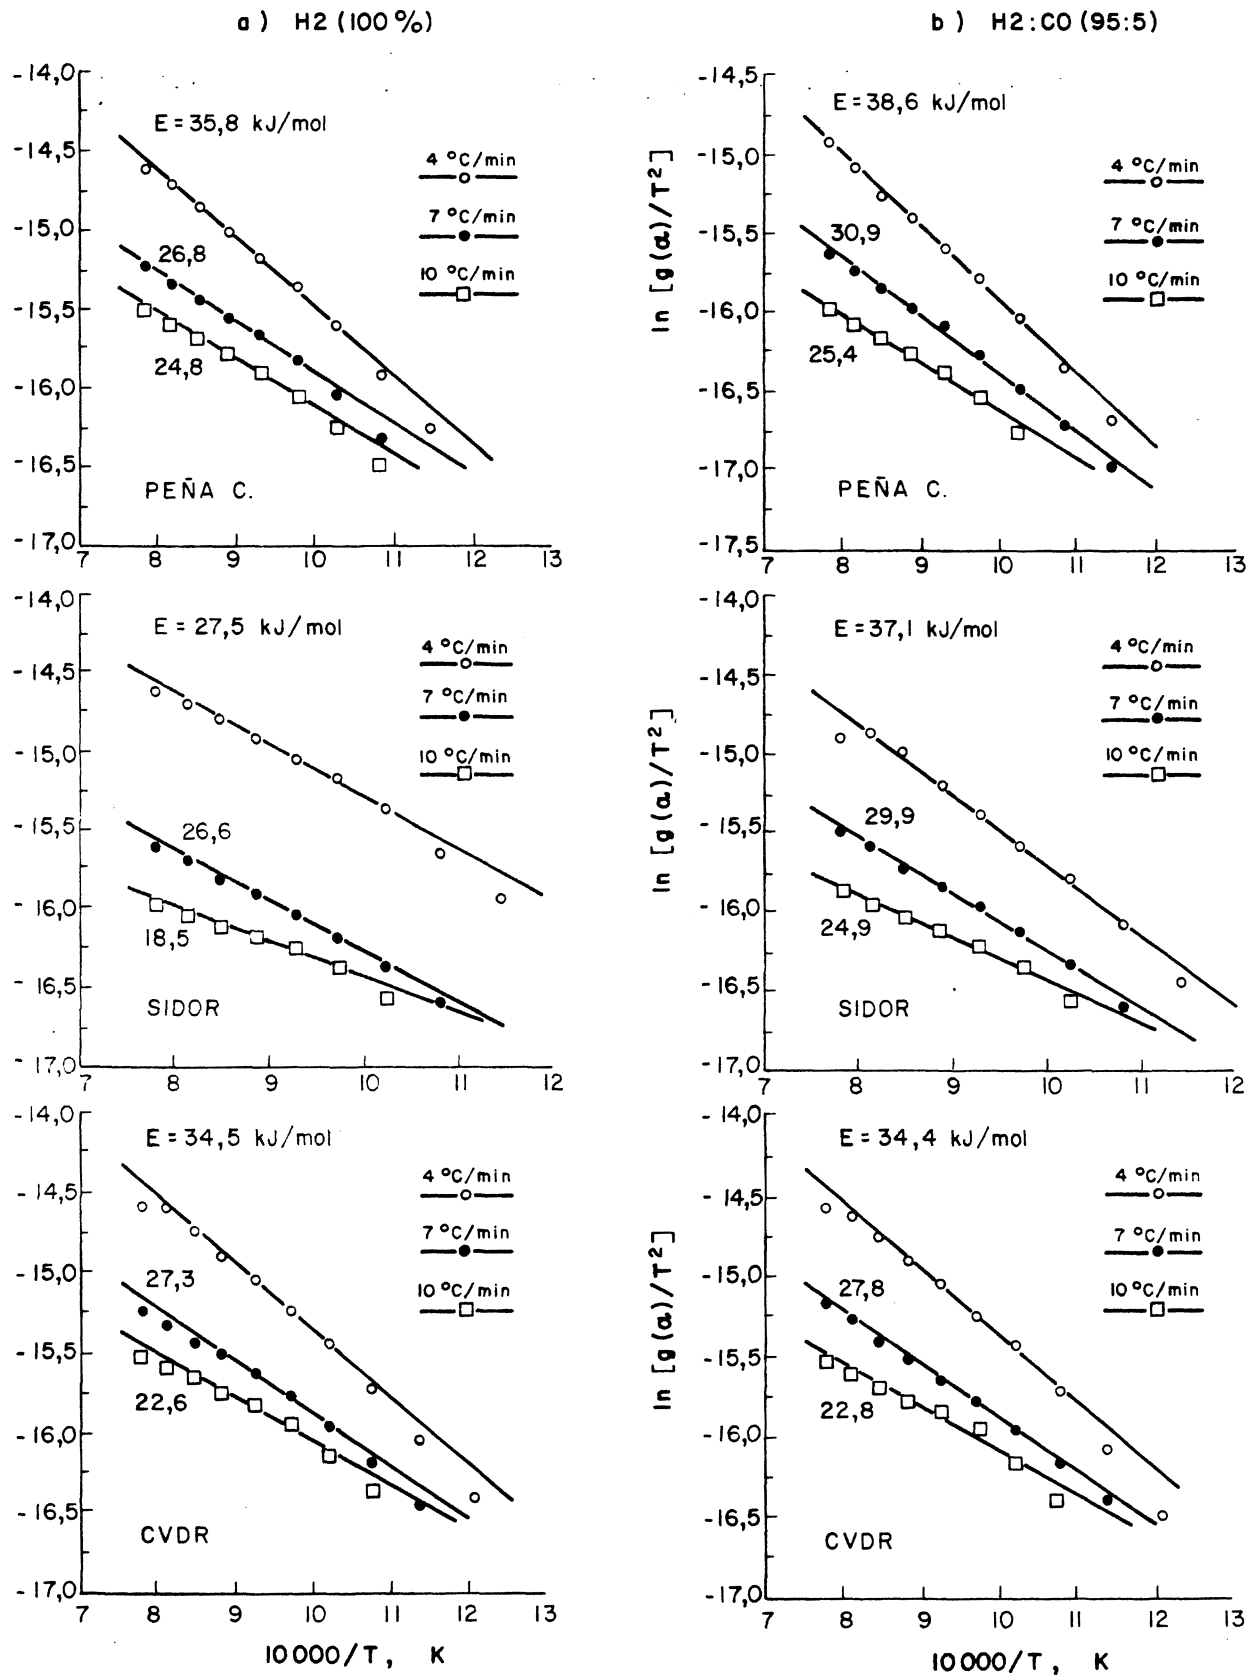 a) H2 (100%)
-14,0
-14,5
-15,0
-15,5
-16,0
-16,5
-17,0
E=35,8 kJ/mol
4 °C/min
7 °C/min
10 °C/min
26,8
24,8
PEÑA C.
7 8 9 10 11 12 13
-14,0
-14,5
-15,0
-15,5
-16,0
-16,5
-17,0
E = 27,5 kJ/mol
4 °C/min
7 °C/min
10 °C/min
26,6
18,5
SIDOR
7 8 9 10 11 12
-14,0
-14,5
-15,0
-15,5
-16,0
-16,5
-17,0
E=34,5 kJ/mol
4 °C/min
7 °C/min
10 °C/min
27,3
22,6
CVDR
7 8 9 10 11 12 13
10000/T, K
b) H2:CO (95:5)
ln [g(α)/T²]
-14,5
-15,0
-15,5
-16,0
-16,5
-17,0
-17,5
E=38,6 kJ/mol
4 °C/min
7 °C/min
10 °C/min
30,9
25,4
PEÑA C.
7 8 9 10 11 12 13
ln [g(α)/T²]
-14,0
-14,5
-15,0
-15,5
-16,0
-16,5
-17,0
E=37,1 kJ/mol
4 °C/min
7 °C/min
10 °C/min
29,9
24,9
SIDOR
7 8 9 10 11 12
ln [g(α)/T²]
-14,0
-14,5
-15,0
-15,5
-16,0
-16,5
-17,0
E=34,4 kJ/mol
4 °C/min
7 °C/min
10 °C/min
27,8
22,8
CVDR
7 8 9 10 11 12 13
10000/T, K